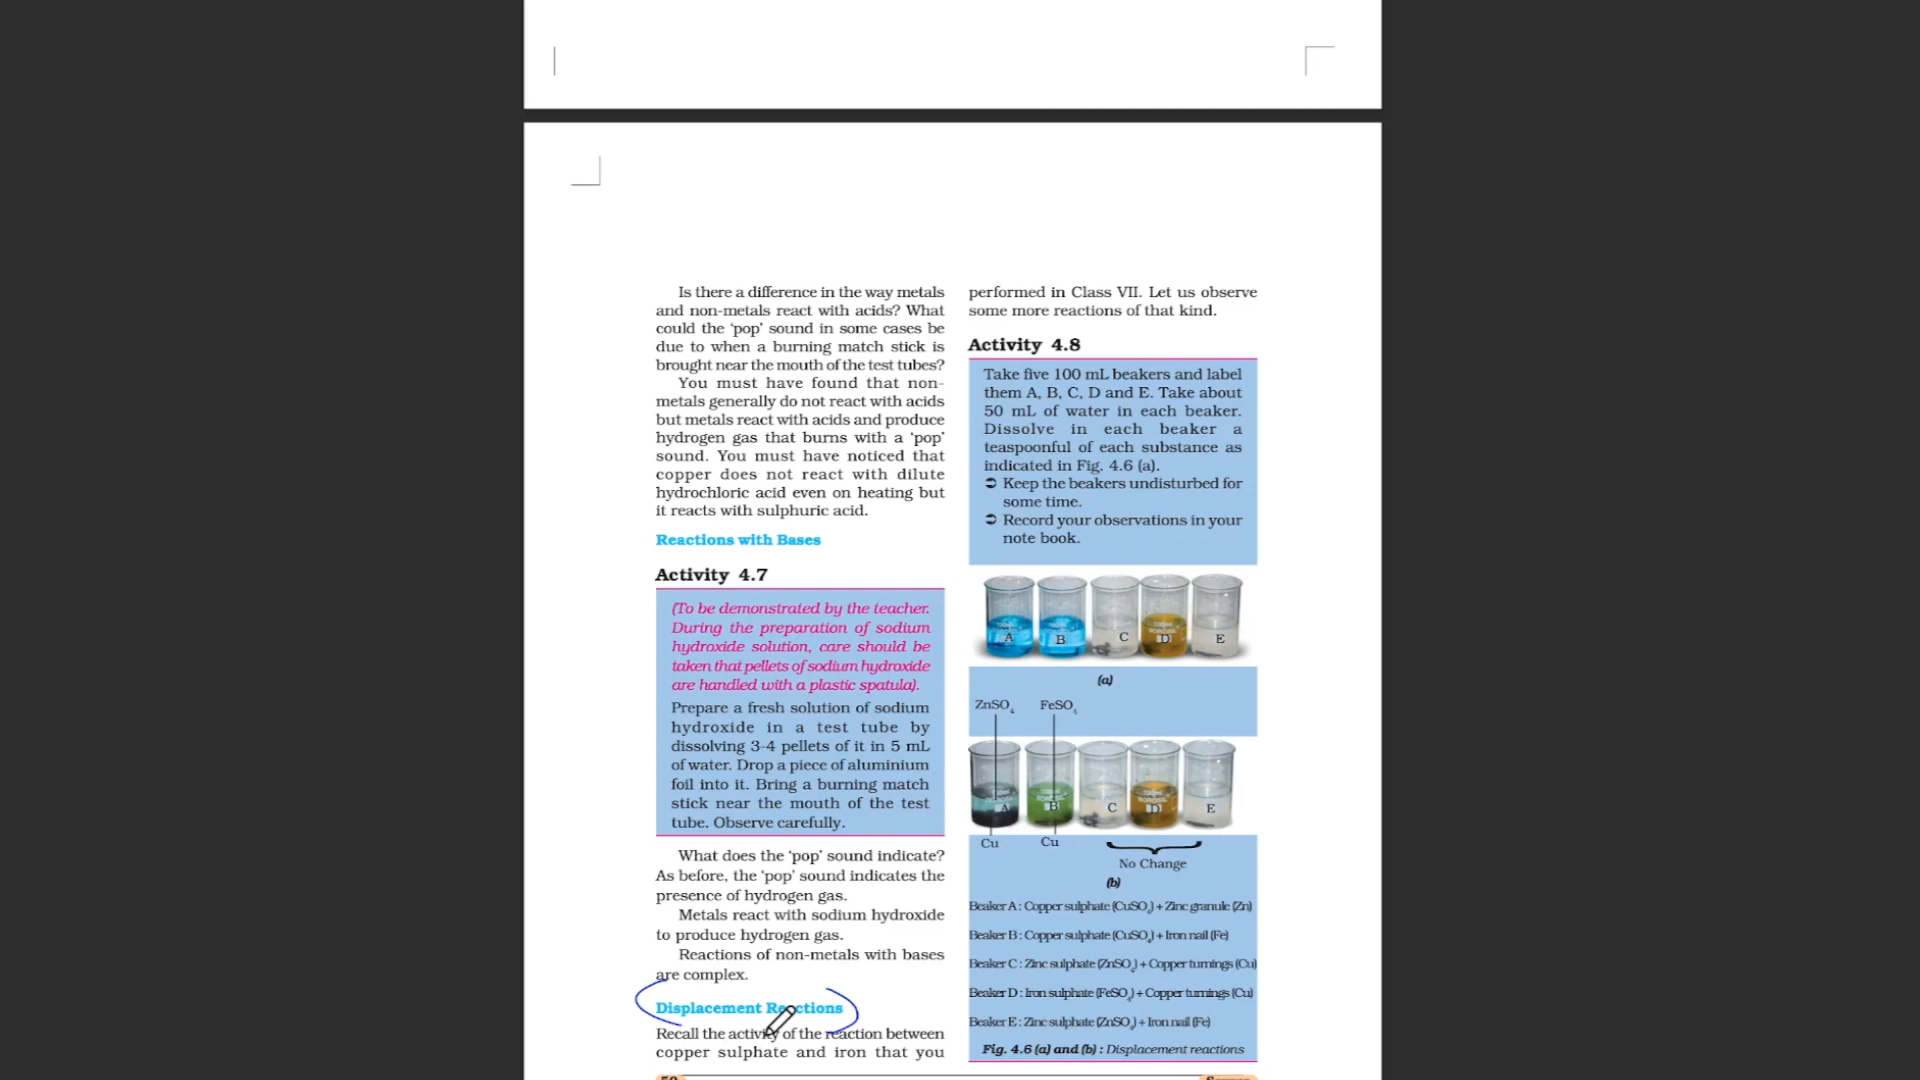 Is there a difference in the way metals
and non-metals react with acids? What
could the ‘pop’ sound in some cases be
due to when a burning match stick is
brought near the mouth of the test tubes?
You must have found that non-
metals generally do not react with acids
but metals react with acids and produce
hydrogen gas that burns with a ‘pop’
sound. You must have noticed that
copper does not react with dilute
hydrochloric acid even on heating but
it reacts with sulphuric acid.
Reactions with Bases
Activity 4.7
(To be demonstrated by the teacher.
During the preparation of sodium
hydroxide solution, care should be
taken that pellets of sodium hydroxide
are handled with a plastic spatula).
Prepare a fresh solution of sodium
hydroxide in a test tube by
dissolving 3-4 pellets of it in 5 mL
of water. Drop a piece of aluminium
foil into it. Bring a burning match
stick near the mouth of the test
tube. Observe carefully.
What does the ‘pop’ sound indicate?
As before, the ‘pop’ sound indicates the
presence of hydrogen gas.
Metals react with sodium hydroxide
to produce hydrogen gas.
Reactions of non-metals with bases
are complex.
Displacement Reactions
Recall the activity of the reaction between
copper sulphate and iron that you
performed in Class VII. Let us observe
some more reactions of that kind.
Activity 4.8
Take five 100 mL beakers and label
them A, B, C, D and E. Take about
50 mL of water in each beaker.
Dissolve in each beaker a
teaspoonful of each substance as
indicated in Fig. 4.6 (a).
➲ Keep the beakers undisturbed for
some time.
➲ Record your observations in your
note book.
A B C D E
(a)
ZnSO4 FeSO4
A B C D E
Cu Cu
No Change
(b)
Beaker A : Copper sulphate (CuSO4) + Zinc granule (Zn)
Beaker B : Copper sulphate (CuSO4) + Iron nail (Fe)
Beaker C : Zinc sulphate (ZnSO4) + Copper turnings (Cu)
Beaker D : Iron sulphate (FeSO4) + Copper turnings (Cu)
Beaker E : Zinc sulphate (ZnSO4) + Iron nail (Fe)
Fig. 4.6 (a) and (b) : Displacement reactions